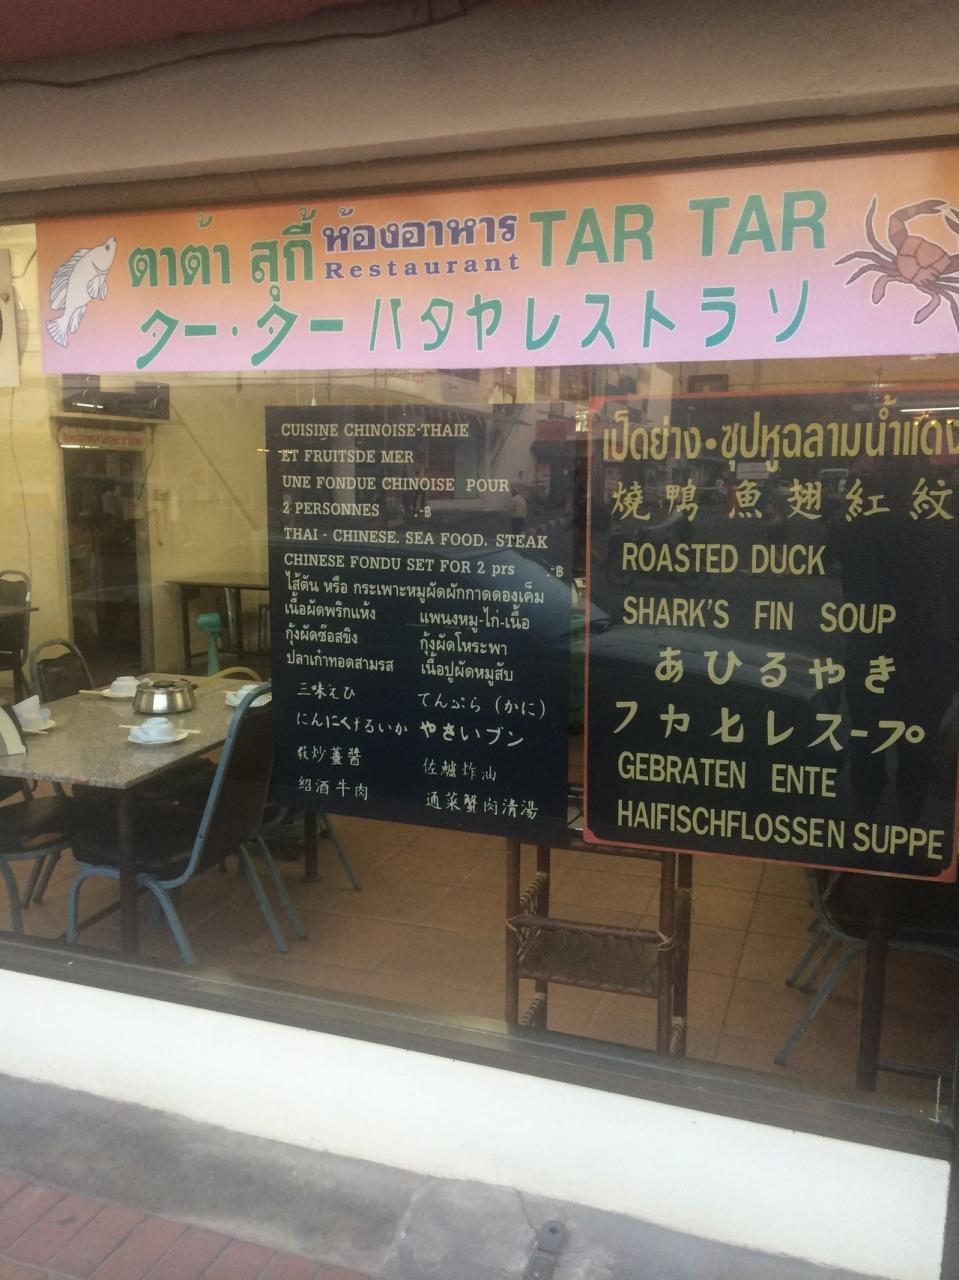 ตาต้า สุกี้ ห้องอาหาร TAR TAR
Restaurant
ター・ター パタヤレストラソ
CUISINE CHINOISE-THAIE
ET FRUITSDE MER
UNE FONDUE CHINOISE POUR
2 PERSONNES .-฿
THAI - CHINESE. SEA FOOD. STEAK
CHINESE FONDU SET FOR 2 prs .-฿
ไส้ตัน หรือ กระเพาะหมูผัดผักกาดดองเค็ม
เนื้อผัดพริกแห้ง แพนงหมู-ไก่-เนื้อ
กุ้งผัดซ๊อสขิง กุ้งผัดโหระพา
ปลาเก๋าทอดสามรส เนื้อปูผัดหมูสับ
三味えひ てんぷら (かに)
にんにくけるいか やさいブン
炒薑醬 炸汕
绍酒牛肉 通菜蟹肉清湯
เป็ดย่าง•ซุปหูฉลามน้ำแดง
燒鴨 魚翅紅紋
ROASTED DUCK
SHARK'S FIN SOUP
あひるやき
フカヒレスープ
GEBRATEN ENTE
HAIFISCHFLOSSEN SUPPE